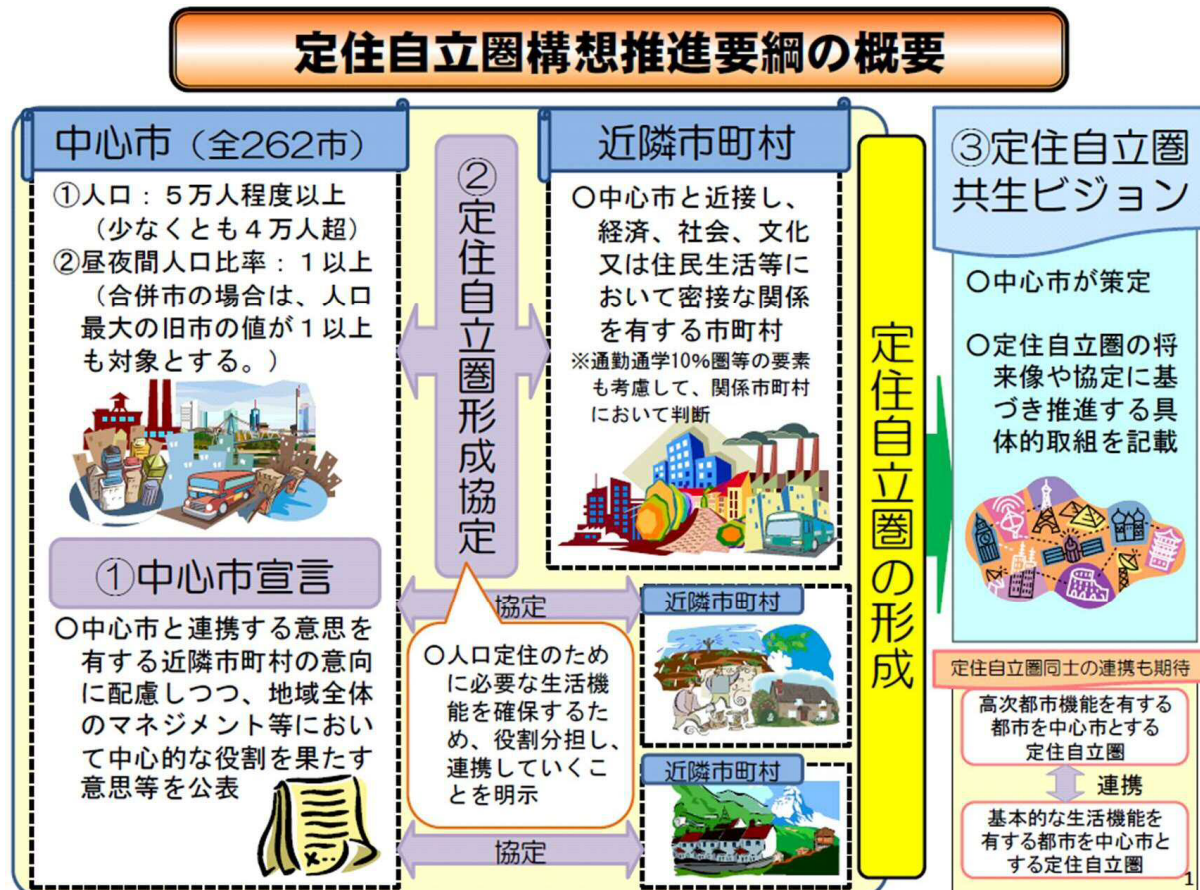 定住自立圏構想推進要綱の概要
中心市（全262市）
①人口：５万人程度以上
（少なくとも４万人超）
②昼夜間人口比率：１以上
（合併市の場合は、人口
最大の旧市の値が１以上
も対象とする。）
①中心市宣言
〇中心市と連携する意思を
有する近隣市町村の意向
に配慮しつつ、地域全体
のマネジメント等におい
て中心的な役割を果たす
意思等を公表
②定住自立圏形成協定
協定
〇人口定住のため
に必要な生活機
能を確保するた
め、役割分担し、
連携していくこ
とを明示
協定
近隣市町村
〇中心市と近接し、
経済、社会、文化
又は住民生活等に
おいて密接な関係
を有する市町村
※通勤通学10%圏等の要素
も考慮して、関係市町村
において判断
近隣市町村
近隣市町村
定住自立圏の形成
③定住自立圏
共生ビジョン
〇中心市が策定
〇定住自立圏の将
来像や協定に基
づき推進する具
体的取組を記載
定住自立圏同士の連携も期待
高次都市機能を有する
都市を中心市とする
定住自立圏
連携
基本的な生活機能を
有する都市を中心市と
する定住自立圏
1